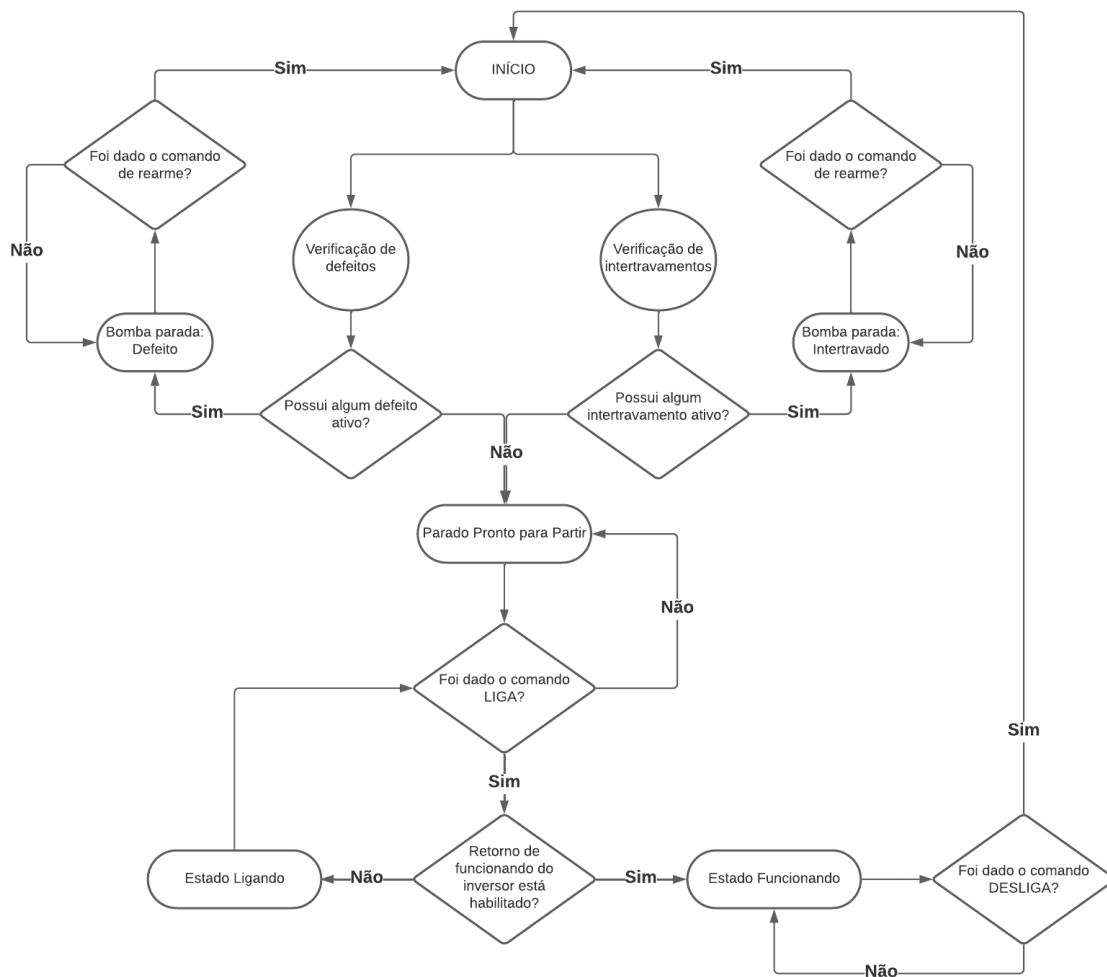 Sim
INÍCIO
Sim
Foi dado o comando
de rearme?
Foi dado o comando
de rearme?
Não
Verificação de
defeitos
Verificação de
intertravamentos
Não
Bomba parada:
Defeito
Bomba parada:
Intertravado
Sim
Possui algum defeito
ativo?
Possui algum
intertravamento ativo?
Sim
Não
Parado Pronto para Partir
Não
Foi dado o comando
LIGA?
Sim
Sim
Estado Ligando
Não
Retorno de
funcionando do
inversor está
habilitado?
Sim
Estado Funcionando
Foi dado o comando
DESLIGA?
Não